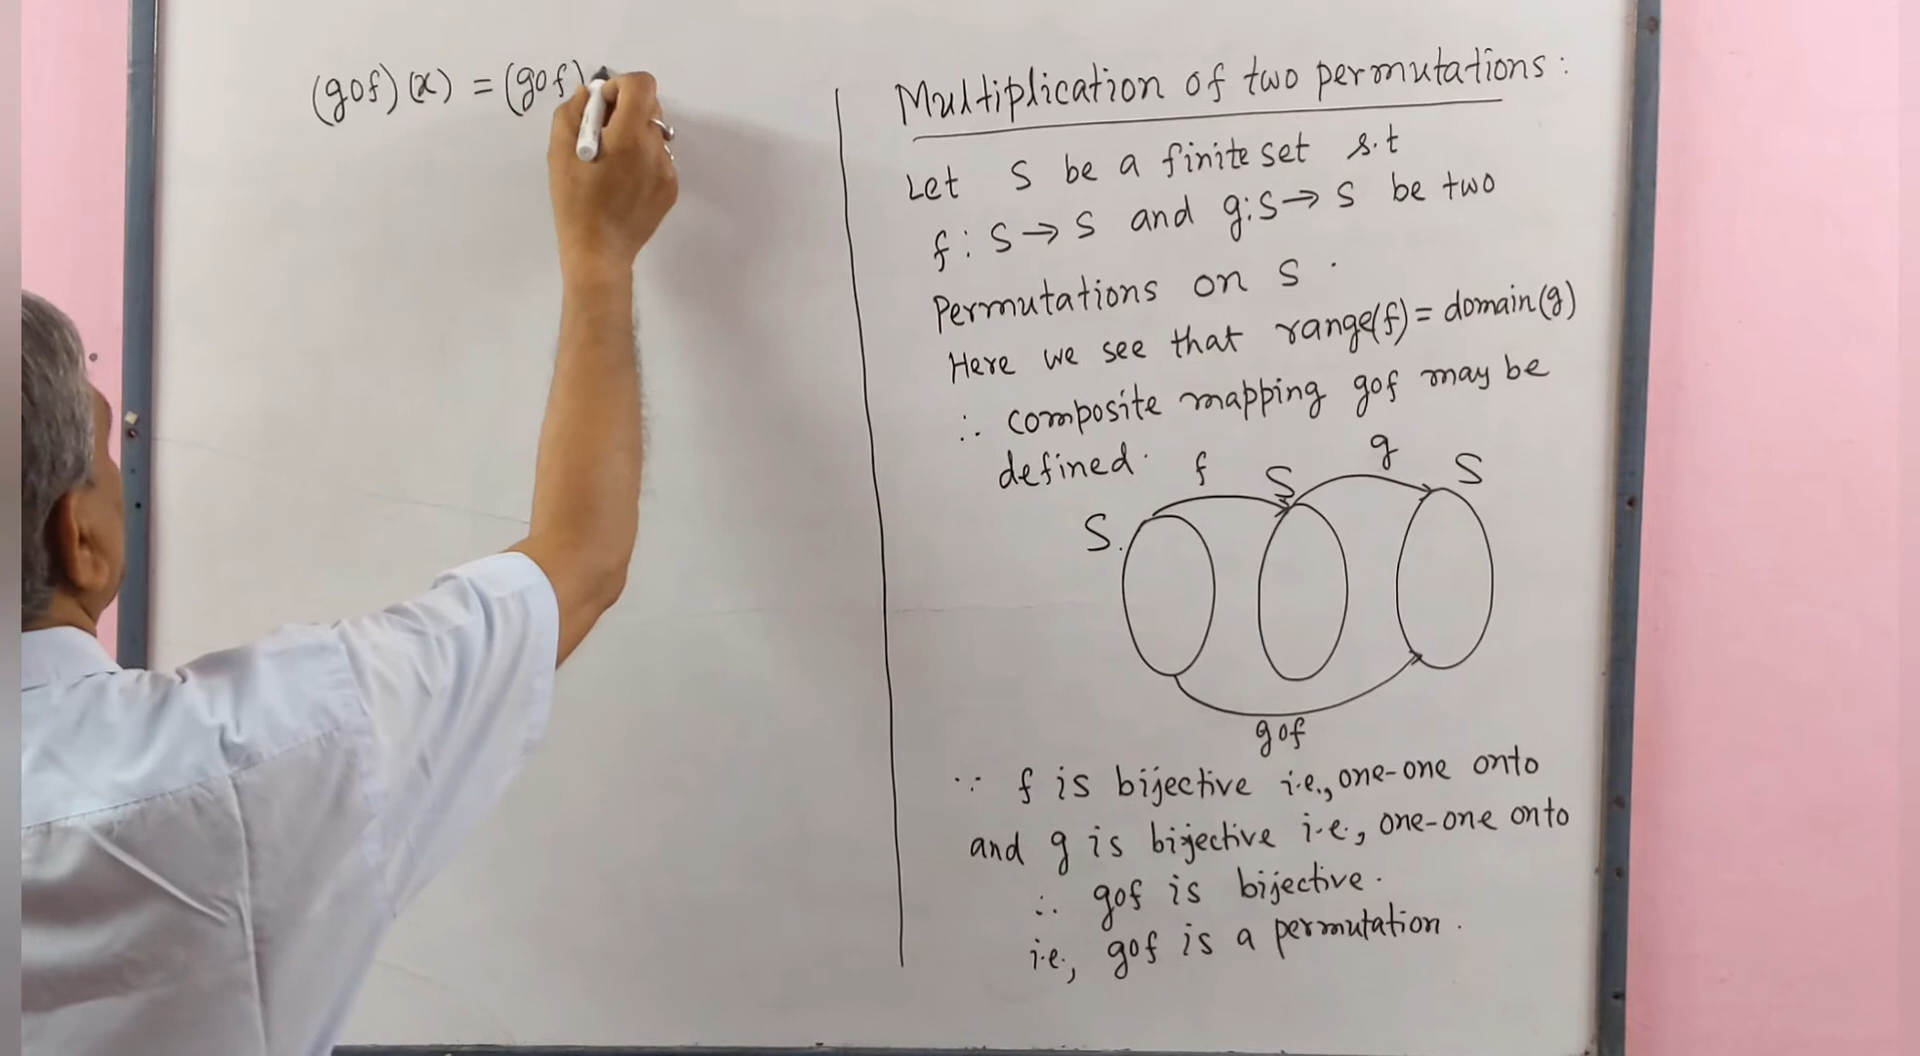 (gof)(x) = (gof)
Multiplication of two permutations:
Let S be a finite set s.t
f: S → S and g: S → S be two
Permutations on S.
Here we see that range(f) = domain(g)
∴ composite mapping gof may be
defined.
f g
S. S S
gof
∵ f is bijective i.e., one-one onto
and g is bijective i.e., one-one onto
∴ gof is bijective.
i.e., gof is a permutation.